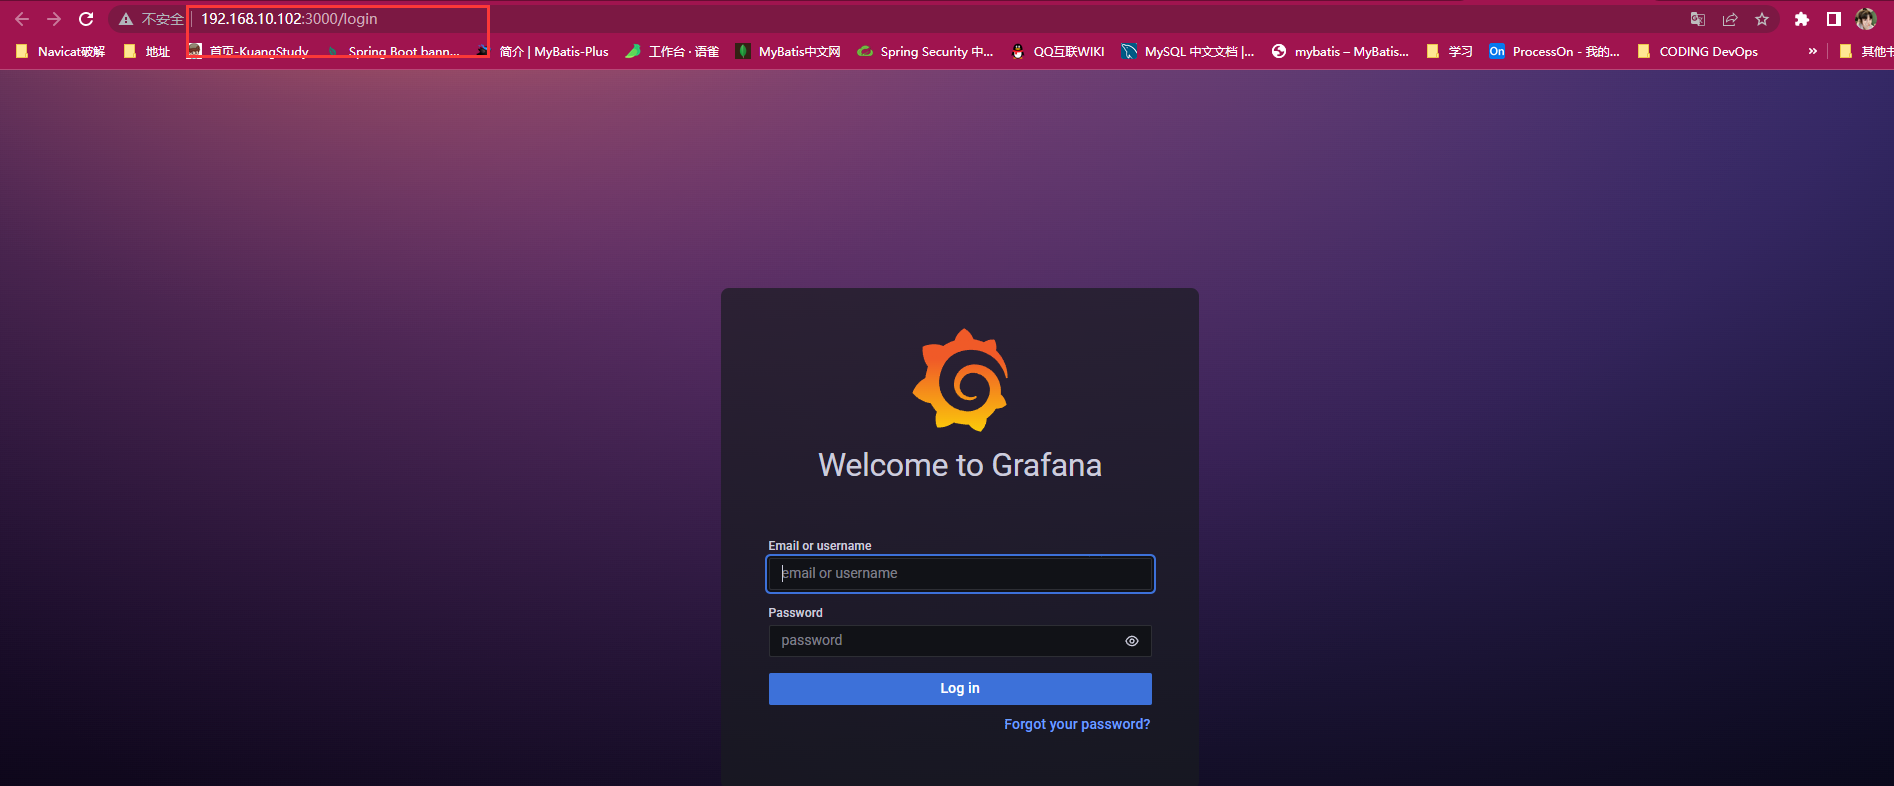 不安全 192.168.10.102:3000/login
Navicat破解 地址 首页-KuangStudy Spring Boot bann... 简介 | MyBatis-Plus 工作台 · 语雀 MyBatis中文网 Spring Security 中... QQ互联WIKI MySQL 中文文档 |... mybatis – MyBatis... 学习 On ProcessOn - 我的... CODING DevOps » 其他书
Welcome to Grafana
Email or username
email or username
Password
password
Log in
Forgot your password?